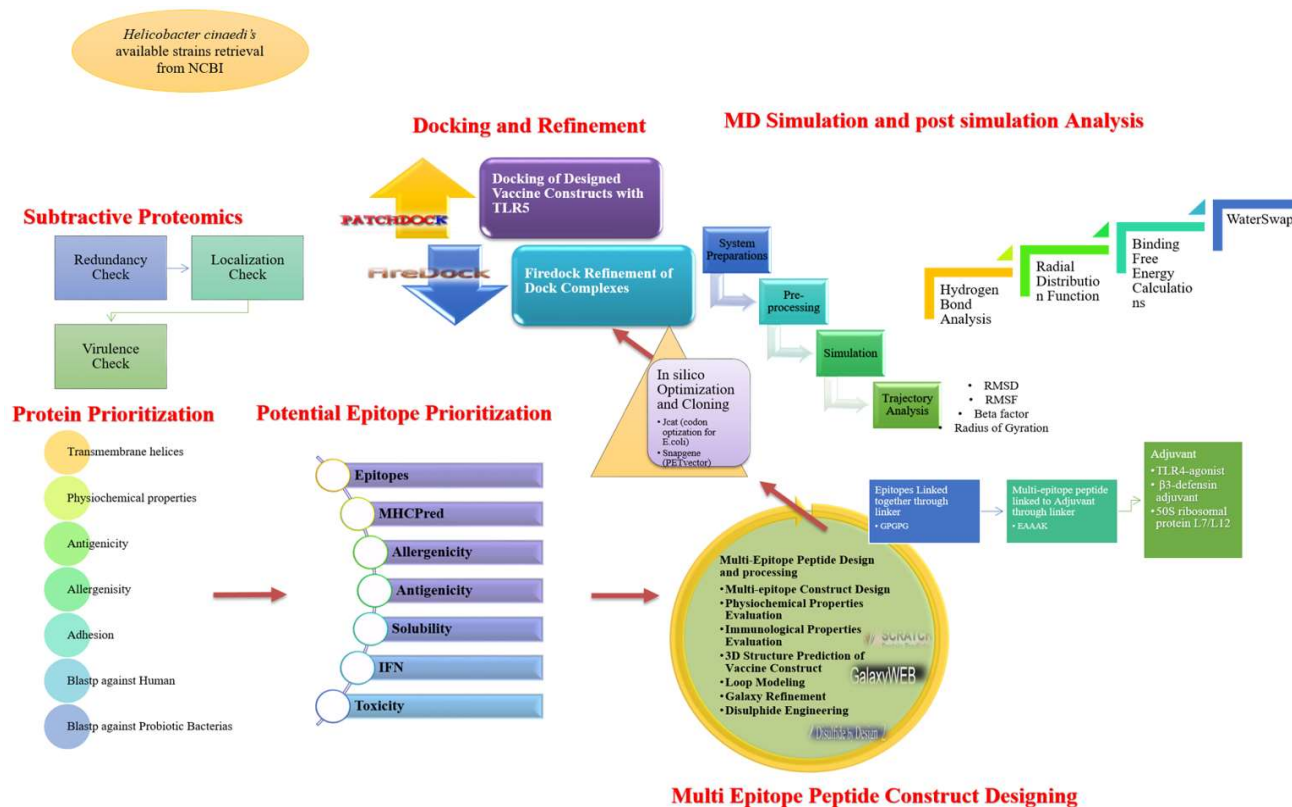 Helicobacter cinaedi's
available strains retrieval
from NCBI
Docking and Refinement
MD Simulation and post simulation Analysis
PATCHDOCK
Docking of Designed
Vaccine Constructs with
TLR5
FireDock
Firedock Refinement of
Dock Complexes
Subtractive Proteomics
Redundancy
Check
Localization
Check
Virulence
Check
System
Preparations
Pre-
processing
Simulation
Trajectory
Analysis
• RMSD
• RMSF
• Beta factor
• Radius of Gyration
Hydrogen
Bond
Analysis
Radial
Distributio
n Function
Binding
Free
Energy
Calculatio
ns
WaterSwap
In silico
Optimization
and Cloning
• Jcat (codon
optization for
E.coli)
• Snapgene
(PETvector)
Protein Prioritization
Transmembrane helices
Physiochemical properties
Antigenicity
Allergenisity
Adhesion
Blastp against Human
Blastp against Probiotic Bacterias
Potential Epitope Prioritization
Epitopes
MHCPred
Allergenicity
Antigenicity
Solubility
IFN
Toxicity
Epitopes Linked
together through
linker
• GPGPG
Multi-epitope peptide
linked to Adjuvant
through linker
• EAAAK
Adjuvant
• TLR4-agonist
• β3-defensin
adjuvant
• 50S ribosomal
protein L7/L12
Multi-Epitope Peptide Design
and processing
• Multi-epitope Construct Design
• Physiochemical Properties
Evaluation
• Immunological Properties
Evaluation
• 3D Structure Prediction of
Vaccine Construct
• Loop Modeling
• Galaxy Refinement
• Disulphide Engineering
SCRATCH
GalaxyWEB
Disulfide by Design
Multi Epitope Peptide Construct Designing